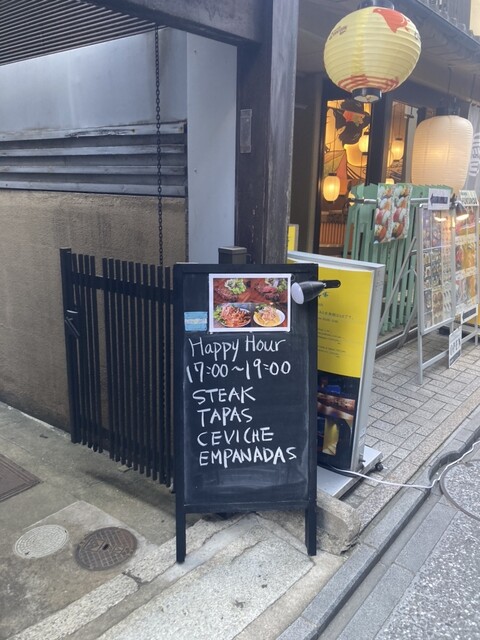 Happy Hour
17:00~19:00
STEAK
TAPAS
CEVICHE
EMPANADAS